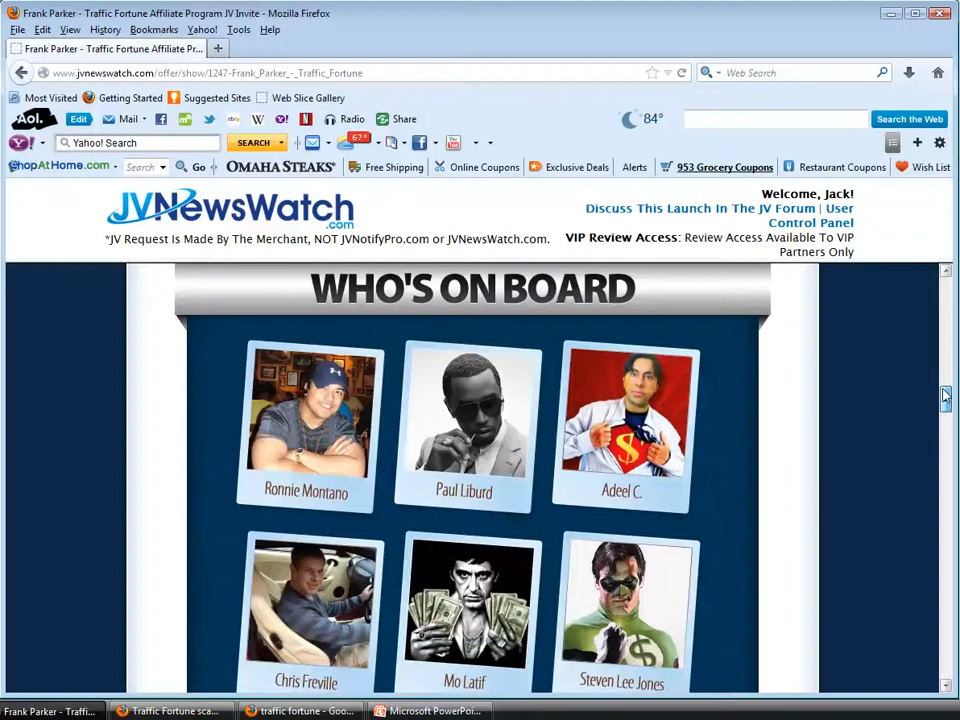 Frank Parker - Traffic Fortune Affiliate Program JV Invite - Mozilla Firefox
File Edit View History Bookmarks Yahoo! Tools Help
Frank Parker - Traffic Fortune Affiliate Pr... +
www.jvnewswatch.com/offer/show/1247-Frank_Parker_-_Traffic_Fortune Web Search
Most Visited Getting Started Suggested Sites Web Slice Gallery
Aol. Edit Mail ebay W Y! N Radio Share 84° Search the Web
Y! Yahoo! Search SEARCH 67° You Tube
ShopAtHome.com Search Go OMAHA STEAKS Free Shipping Online Coupons Exclusive Deals Alerts 953 Grocery Coupons Restaurant Coupons Wish List
JVNewsWatch.com
*JV Request Is Made By The Merchant, NOT JVNotifyPro.com or JVNewsWatch.com.
Welcome, Jack!
Discuss This Launch In The JV Forum | User
Control Panel
VIP Review Access: Review Access Available To VIP
Partners Only
WHO'S ON BOARD
Ronnie Montano Paul Liburd Adeel C.
Chris Freville Mo Latif Steven Lee Jones
Frank Parker - Traffi... Traffic Fortune sca... traffic fortune - Goo... Microsoft PowerPoi...